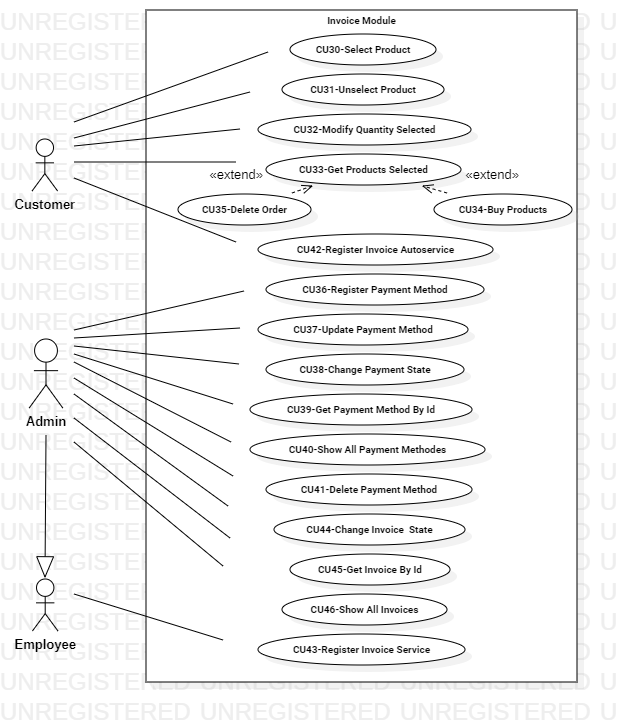 Invoice Module
CU30-Select Product
CU31-Unselect Product
CU32-Modify Quantity Selected
CU33-Get Products Selected
«extend»
«extend»
CU35-Delete Order
CU34-Buy Products
Customer
CU42-Register Invoice Autoservice
CU36-Register Payment Method
CU37-Update Payment Method
CU38-Change Payment State
CU39-Get Payment Method By Id
Admin
CU40-Show All Payment Methodes
CU41-Delete Payment Method
CU44-Change Invoice State
CU45-Get Invoice By Id
CU46-Show All Invoices
Employee
CU43-Register Invoice Service
UNREGISTERED UNREGISTERED UNREGISTERED U